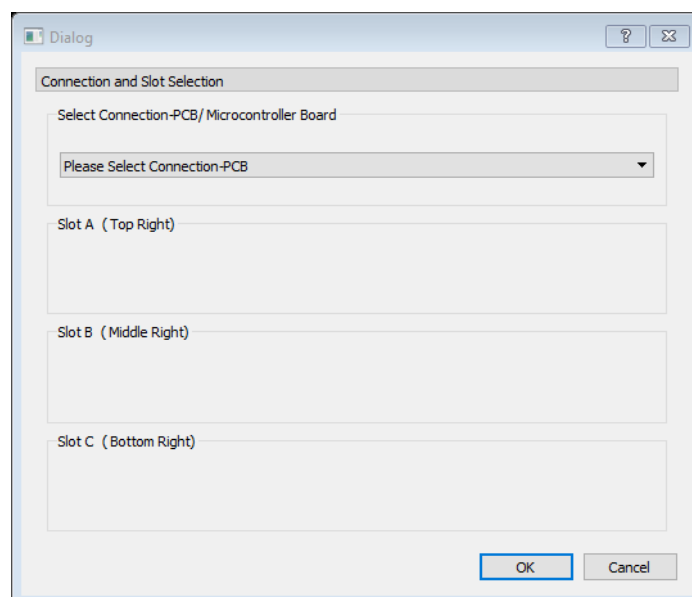 Dialog
Connection and Slot Selection
Select Connection-PCB/ Microcontroller Board
Please Select Connection-PCB
Slot A  ( Top Right)
Slot B  ( Middle Right)
Slot C  ( Bottom Right)
OK Cancel